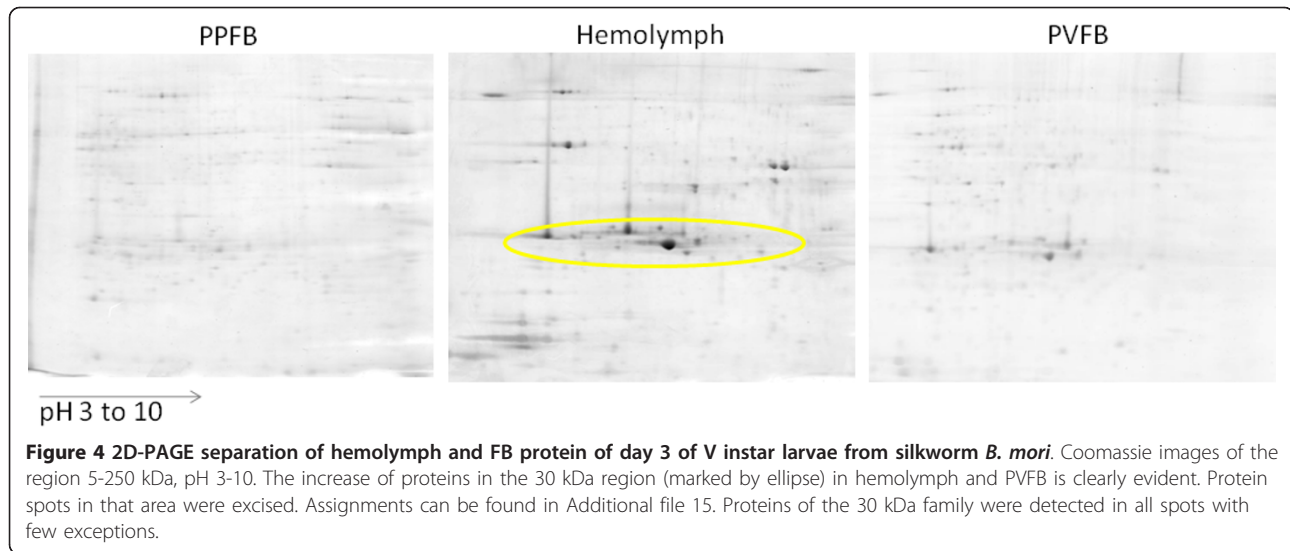 PPFB
Hemolymph
PVFB
pH 3 to 10
Figure 4 2D-PAGE separation of hemolymph and FB protein of day 3 of V instar larvae from silkworm B. mori. Coomassie images of the
region 5-250 kDa, pH 3-10. The increase of proteins in the 30 kDa region (marked by ellipse) in hemolymph and PVFB is clearly evident. Protein
spots in that area were excised. Assignments can be found in Additional file 15. Proteins of the 30 kDa family were detected in all spots with
few exceptions.